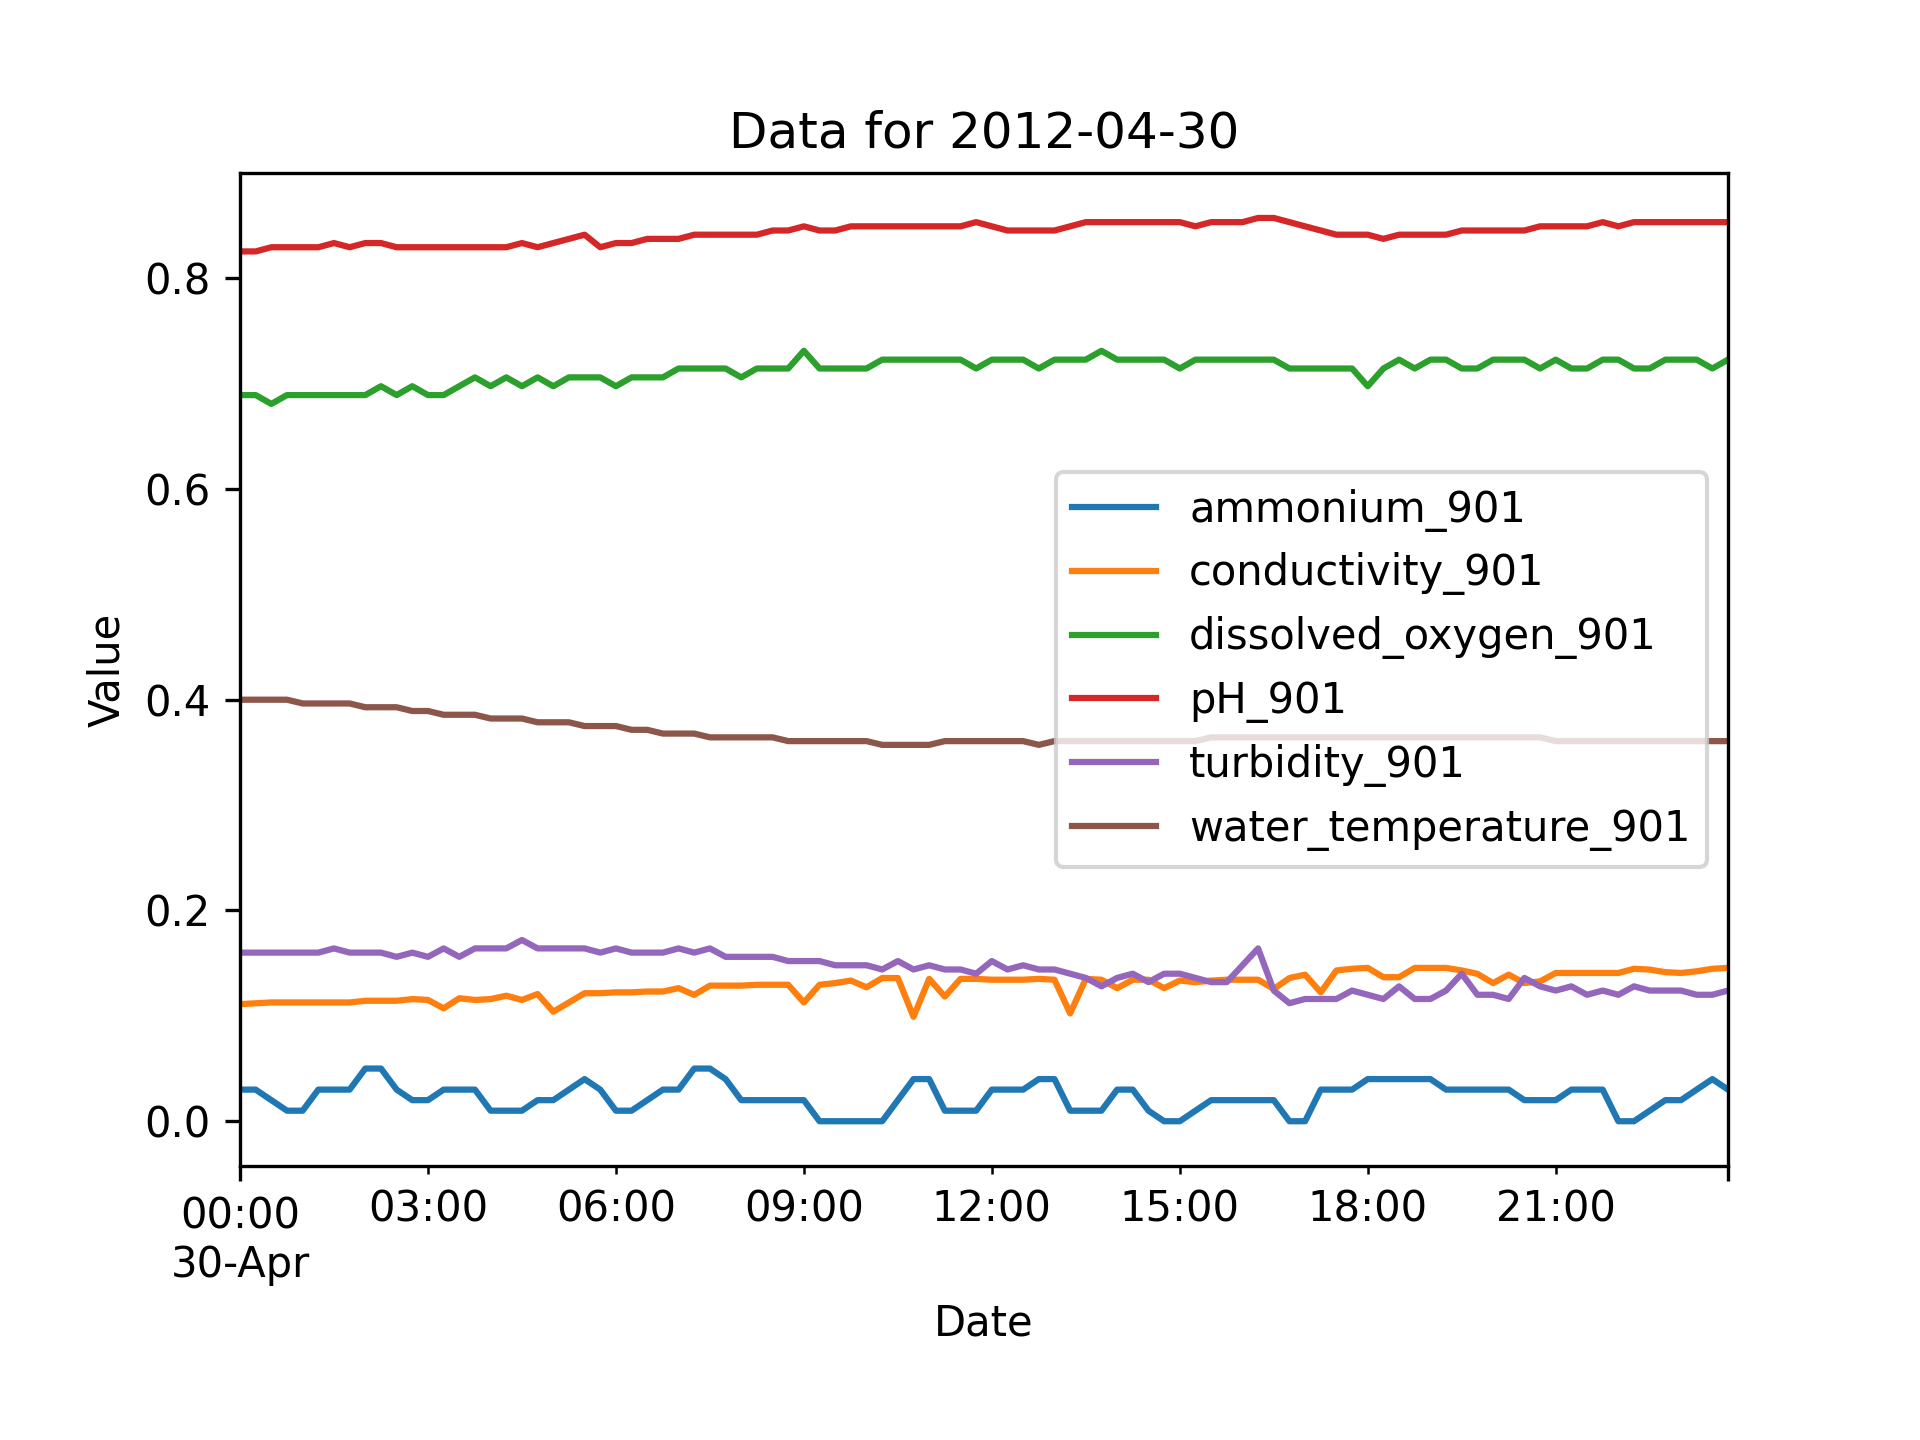 Data for 2012-04-30
Value
0.8
0.6
0.4
0.2
0.0
ammonium_901
conductivity_901
dissolved_oxygen_901
pH_901
turbidity_901
water_temperature_901
00:00 03:00 06:00 09:00 12:00 15:00 18:00 21:00
30-Apr
Date